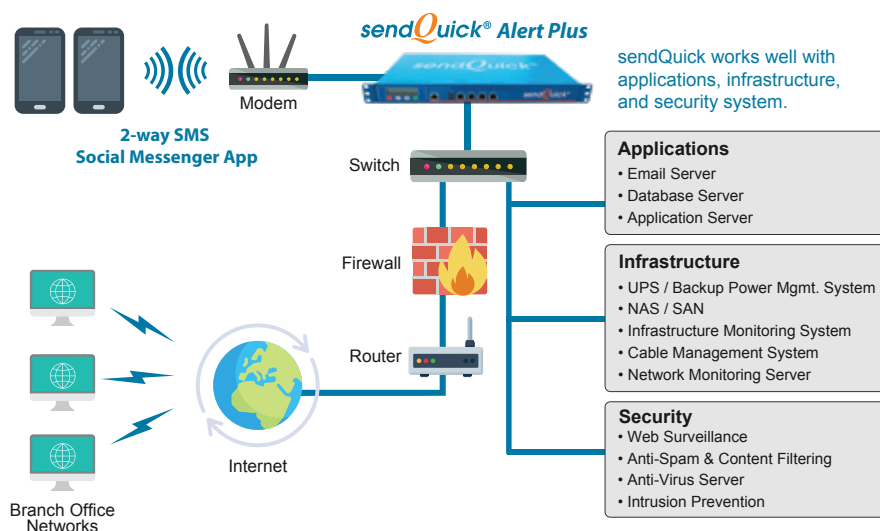 sendQuick® Alert Plus
sendQuick®
sendQuick®
sendQuick works well with
applications, infrastructure,
and security system.
Modem
2-way SMS
Social Messenger App
Switch
Applications
• Email Server
• Database Server
• Application Server
Firewall
Infrastructure
• UPS / Backup Power Mgmt. System
• NAS / SAN
• Infrastructure Monitoring System
• Cable Management System
• Network Monitoring Server
Router
Security
• Web Surveillance
• Anti-Spam & Content Filtering
• Anti-Virus Server
• Intrusion Prevention
Internet
Branch Office
Networks